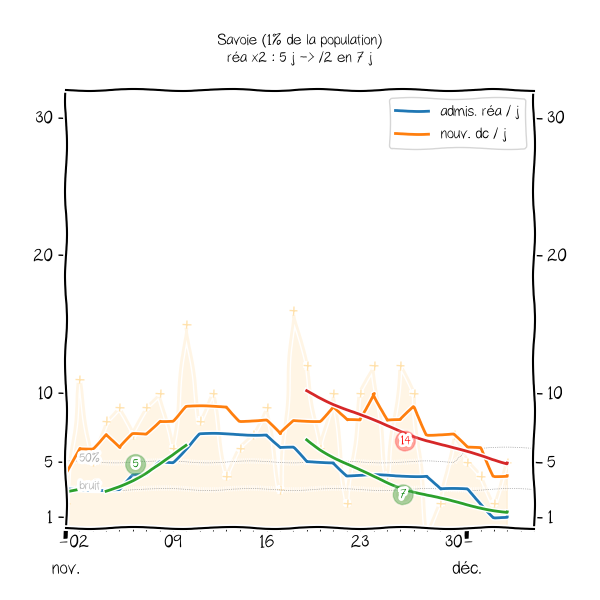 Savoie (1% de la population)
réa x2 : 5 j -> /2 en 7 j
admis. réa / j
nouv. dc / j
30
30
20
20
10
10
14
50%
5
5
5
bruit
7
1
1
02
09
16
23
30
nov.
déc.